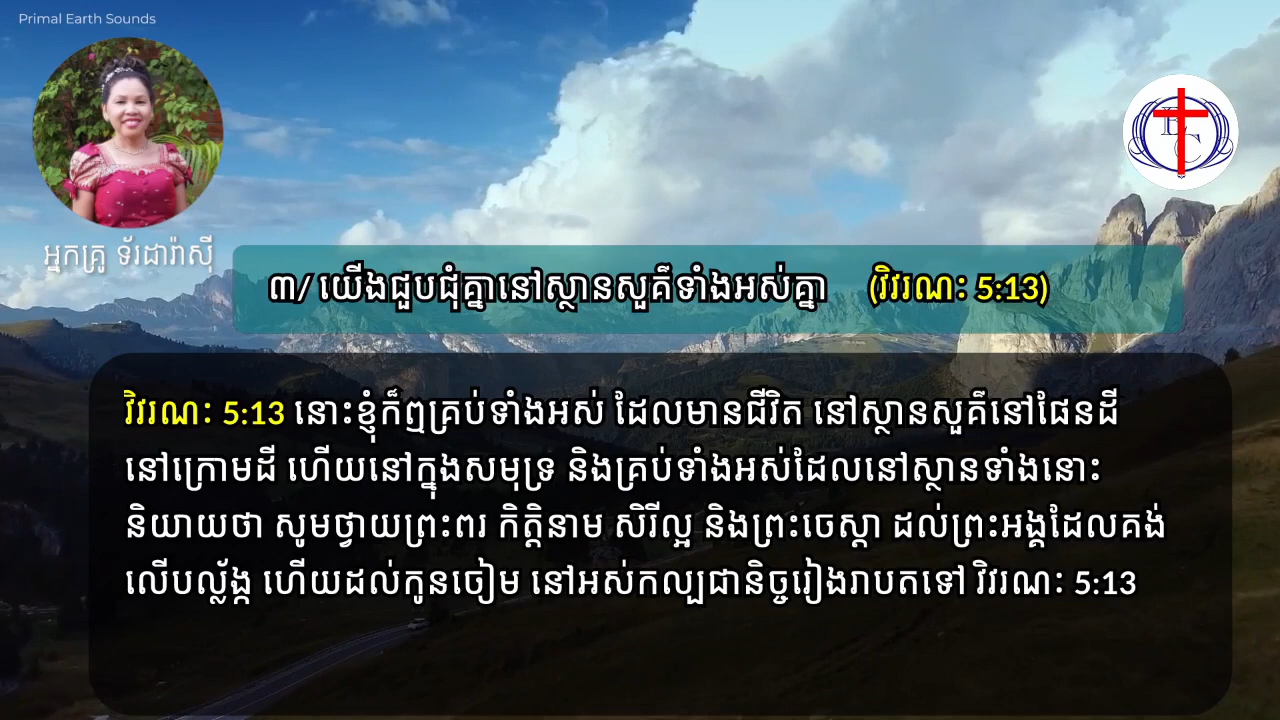 Primal Earth Sounds
E
C
អ្នកគ្រូ ទ័រដារ៉ាស៊ី
៣/ យើងជួបជុំគ្នានៅស្ថានសួគ៌ទាំងអស់គ្នា (វិវរណៈ 5:13)
វិវរណៈ 5:13 នោះខ្ញុំក៏ឮគ្រប់ទាំងអស់ ដែលមានជីវិត នៅស្ថានសួគ៌នៅផែនដី
នៅក្រោមដី ហើយនៅក្នុងសមុទ្រ និងគ្រប់ទាំងអស់ដែលនៅស្ថានទាំងនោះ
និយាយថា សូមថ្វាយព្រះពរ កិត្តិនាម សិរីល្អ និងព្រះចេស្តា ដល់ព្រះអង្គដែលគង់
លើបល្ល័ង្ក ហើយដល់កូនចៀម នៅអស់កល្បជានិច្ចរៀងរាបតទៅ វិវរណៈ 5:13